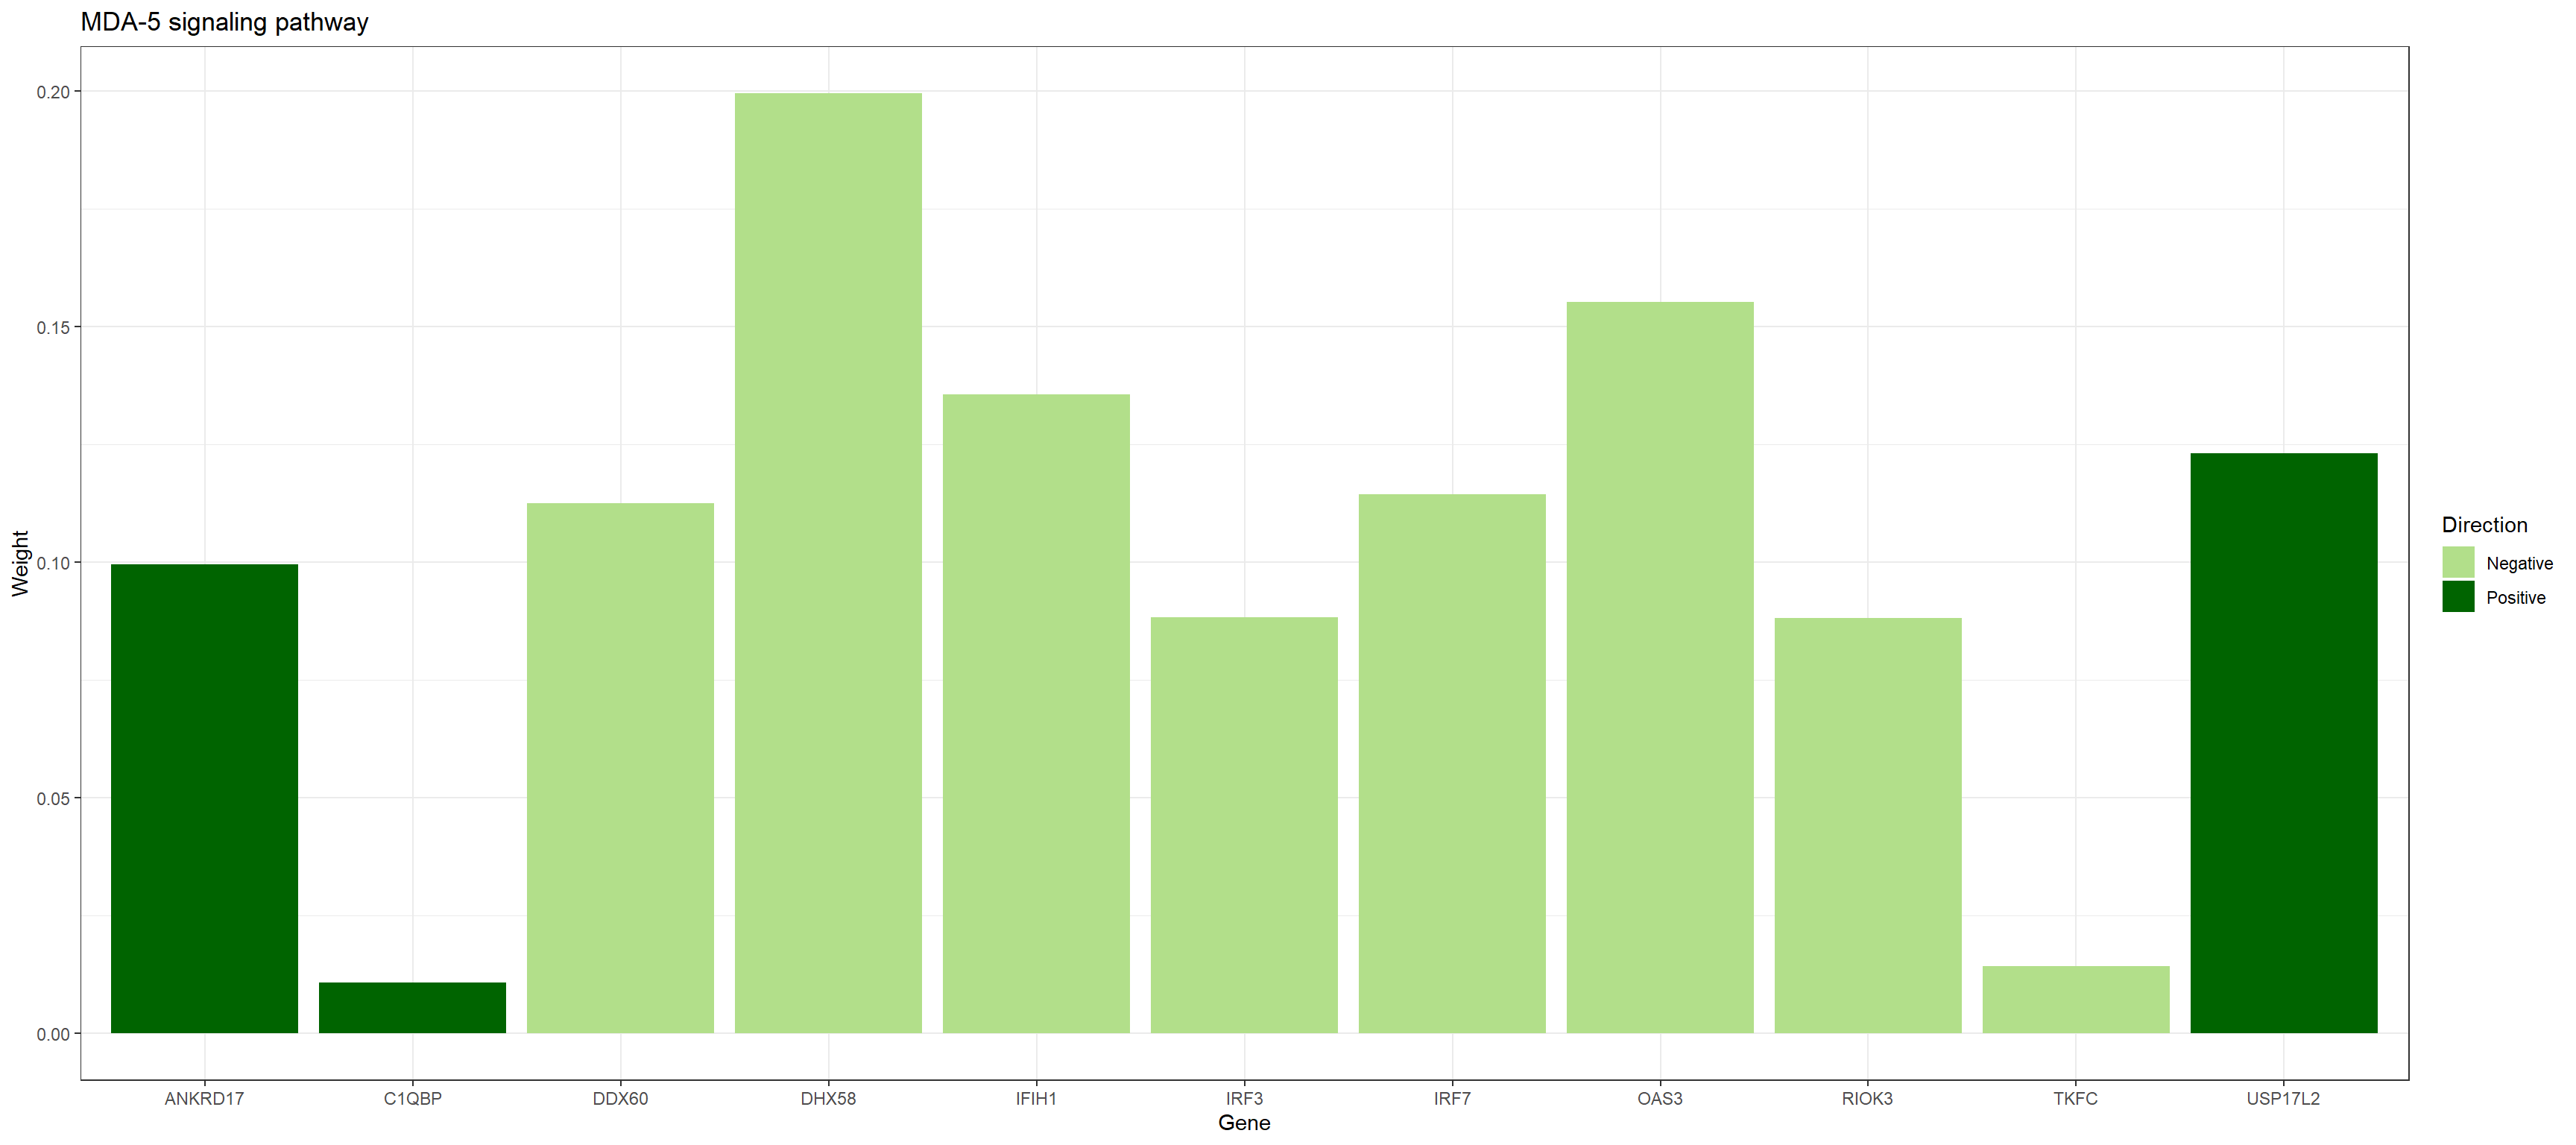 MDA-5 signaling pathway
Weight
0.20
0.15
0.10
0.05
0.00
ANKRD17 C1QBP DDX60 DHX58 IFIH1 IRF3 IRF7 OAS3 RIOK3 TKFC USP17L2
Gene
Direction
Negative
Positive